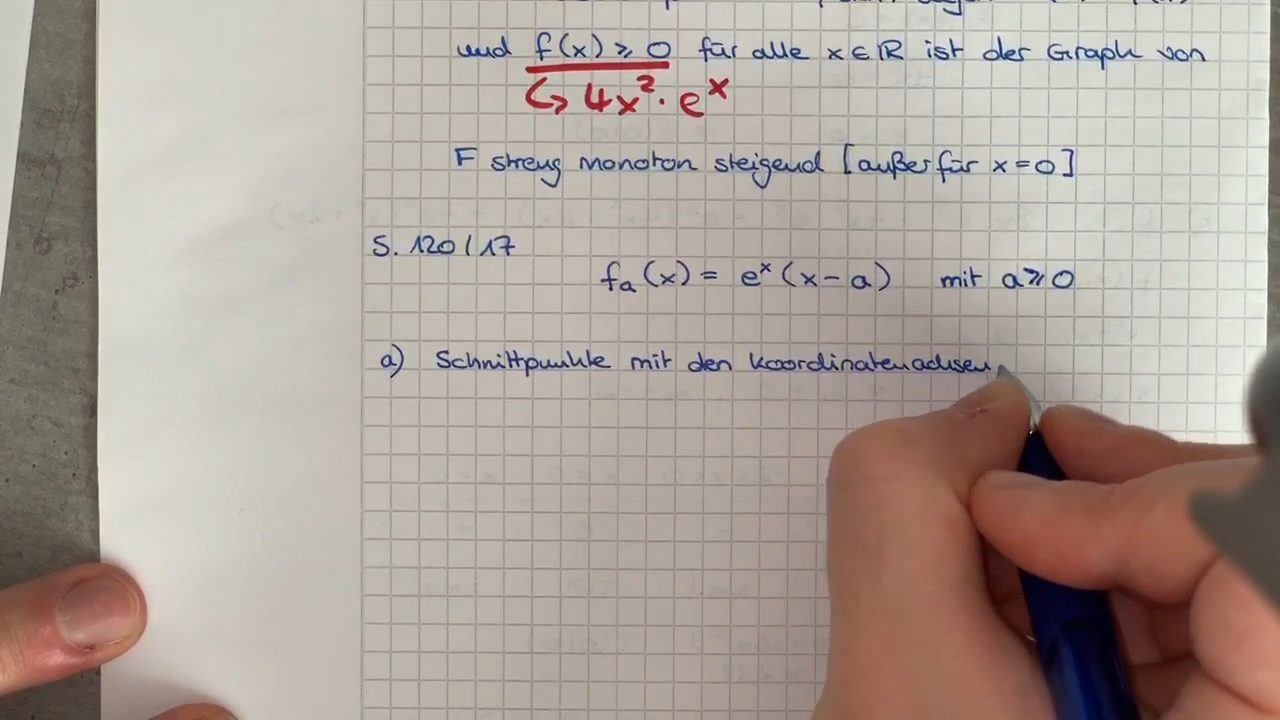 und f(x) ≥ 0 für alle x ∈ ℝ ist der Graph von
↪ 4x² · eˣ
F streng monoton steigend [außer für x=0]
S. 120 / 17
fₐ(x) = eˣ (x - a) mit a ≥ 0
a) Schnittpunkte mit den Koordinatenachsen